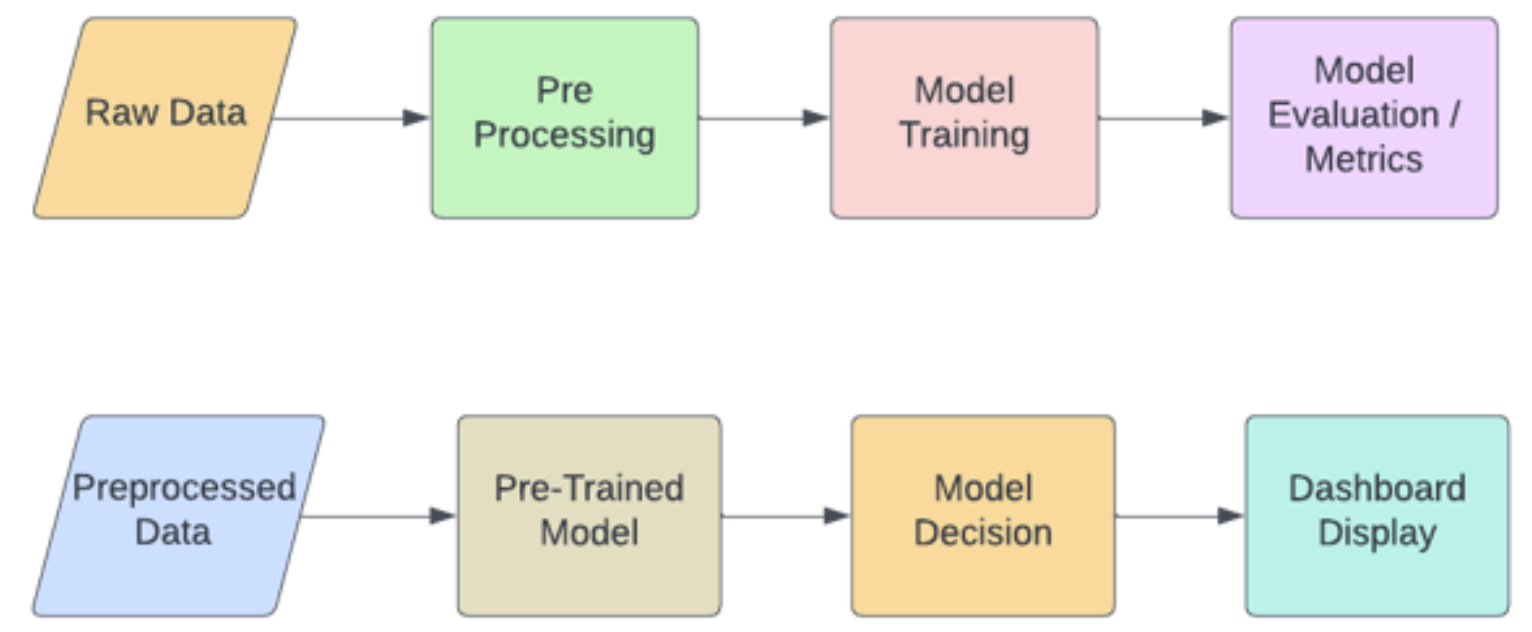 Raw Data
Pre
Processing
Model
Training
Model
Evaluation /
Metrics
Preprocessed
Data
Pre-Trained
Model
Model
Decision
Dashboard
Display